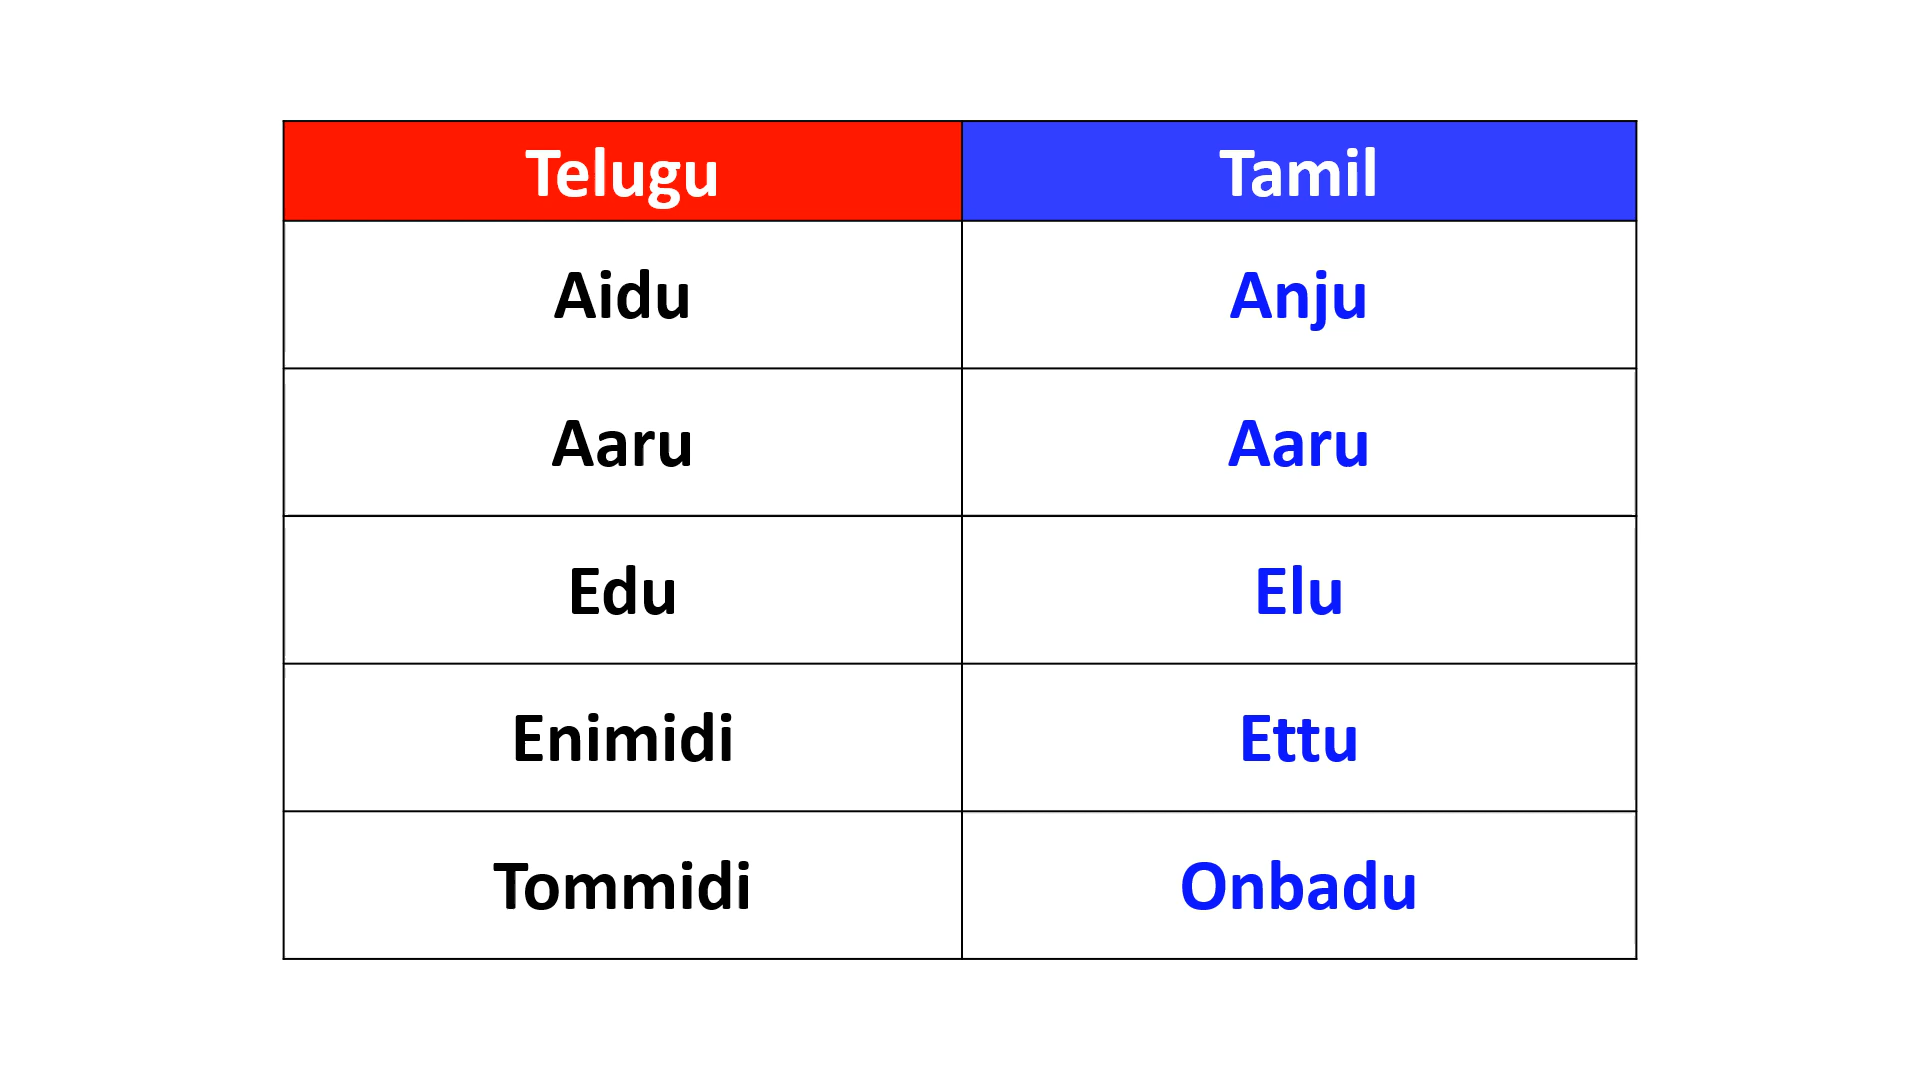 Telugu Tamil
Aidu Anju
Aaru Aaru
Edu Elu
Enimidi Ettu
Tommidi Onbadu